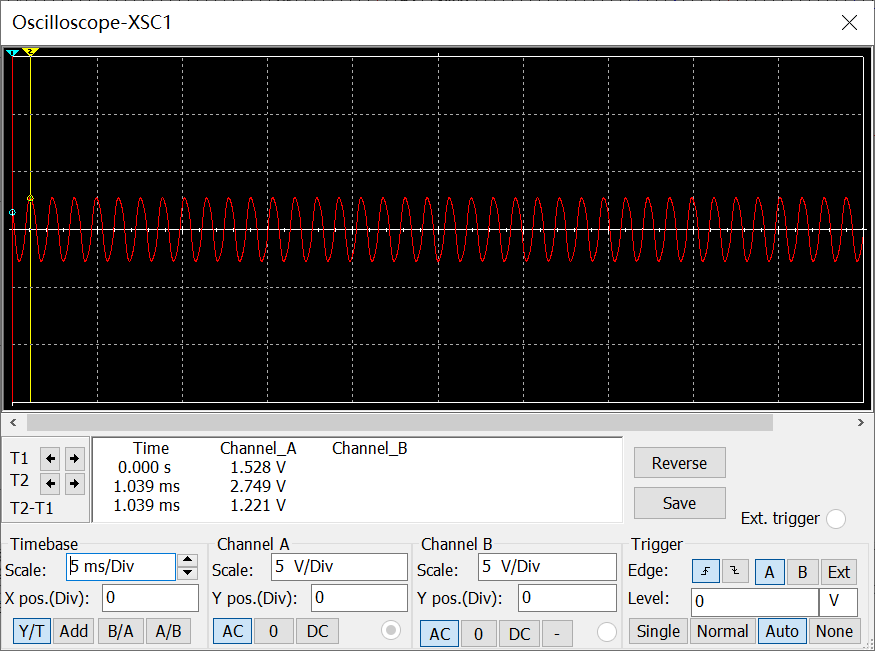 Oscilloscope-XSC1
1 2
Time Channel_A Channel_B
T1 0.000 s 1.528 V
T2 1.039 ms 2.749 V
T2-T1 1.039 ms 1.221 V
Reverse
Save
Ext. trigger
Timebase
Scale: 5 ms/Div
X pos.(Div): 0
Y/T Add B/A A/B
Channel A
Scale: 5 V/Div
Y pos.(Div): 0
AC 0 DC
Channel B
Scale: 5 V/Div
Y pos.(Div): 0
AC 0 DC -
Trigger
Edge: A B Ext
Level: 0 V
Single Normal Auto None